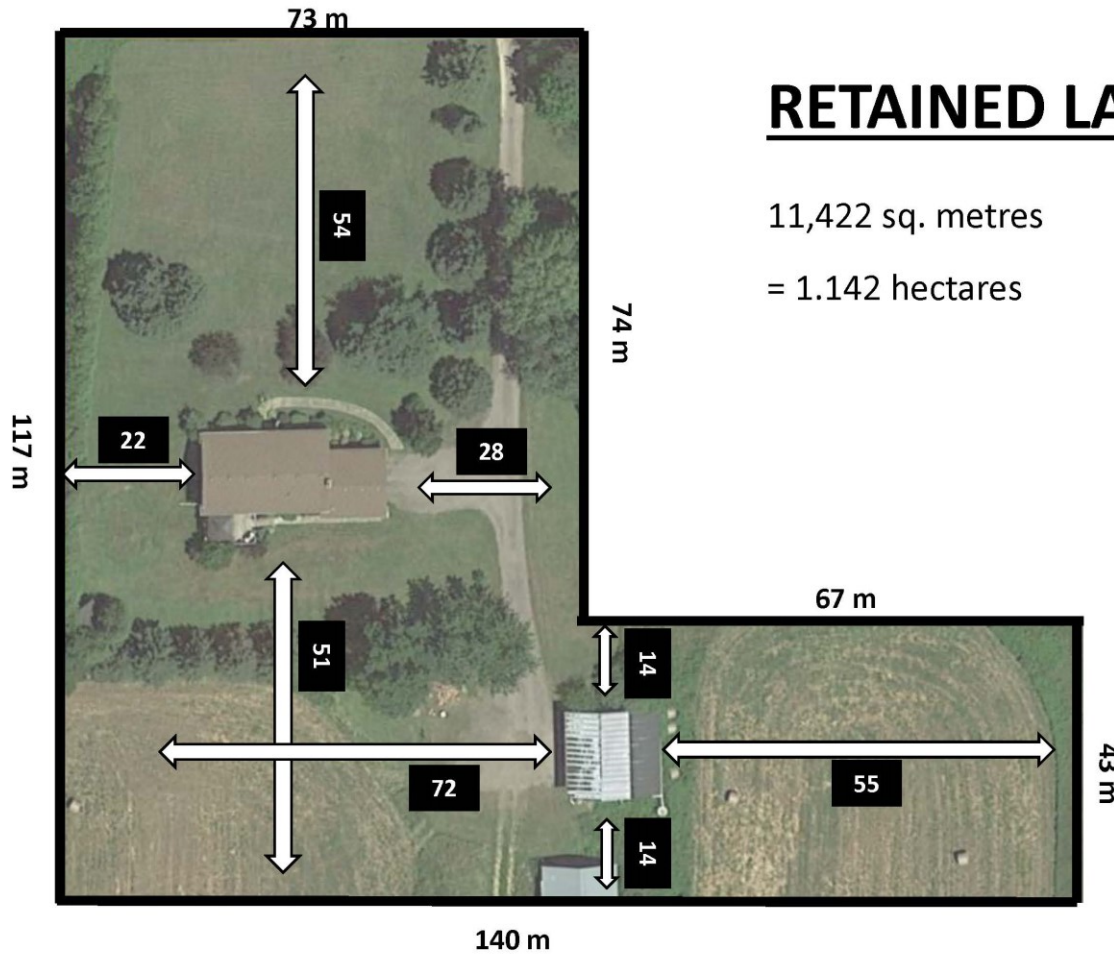 73 m
RETAINED LA
11,422 sq. metres
= 1.142 hectares
54
74 m
117 m
22
28
67 m
51
14
72
55
43 m
14
140 m